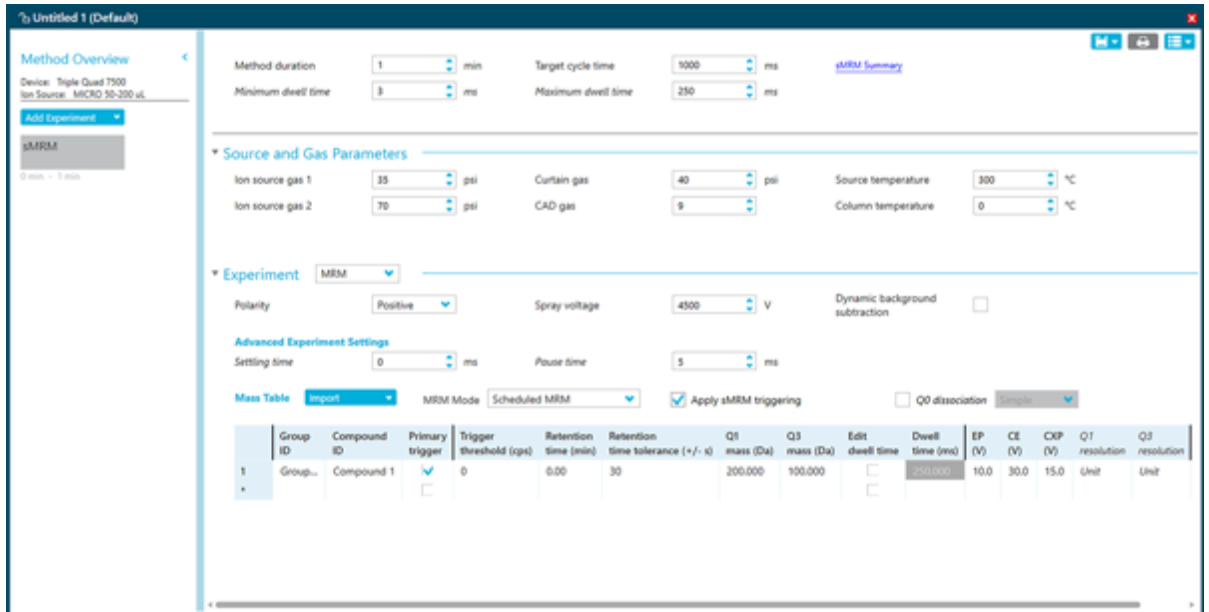 Untitled 1 (Default)
Method Overview
Device: Triple Quad 7500
Ion Source: MICRO 50-200 uL
Add Experiment
sMRM
0 min - 1 min
Method duration 1 min Target cycle time 1000 ms sMRM Summary
Minimum dwell time 3 ms Maximum dwell time 250 ms
Source and Gas Parameters
Ion source gas 1 35 psi Curtain gas 40 psi Source temperature 300 °C
Ion source gas 2 70 psi CAD gas 9 Column temperature 0 °C
Experiment MRM
Polarity Positive Spray voltage 4500 V Dynamic background
subtraction
Advanced Experiment Settings
Settling time 0 ms Pause time 5 ms
Mass Table Import MRM Mode Scheduled MRM Apply sMRM triggering Q0 dissociation Simple
Group Compound Primary Trigger Retention Retention Q1 Q3 Edit Dwell EP CE CXP Q1 Q3
ID ID trigger threshold (cps) time (min) time tolerance (+/- s) mass (Da) mass (Da) dwell time time (ms) (V) (V) (V) resolution resolution
1 Group... Compound 1 0 0.00 30 200.000 100.000 250.000 10.0 30.0 15.0 Unit Unit
*